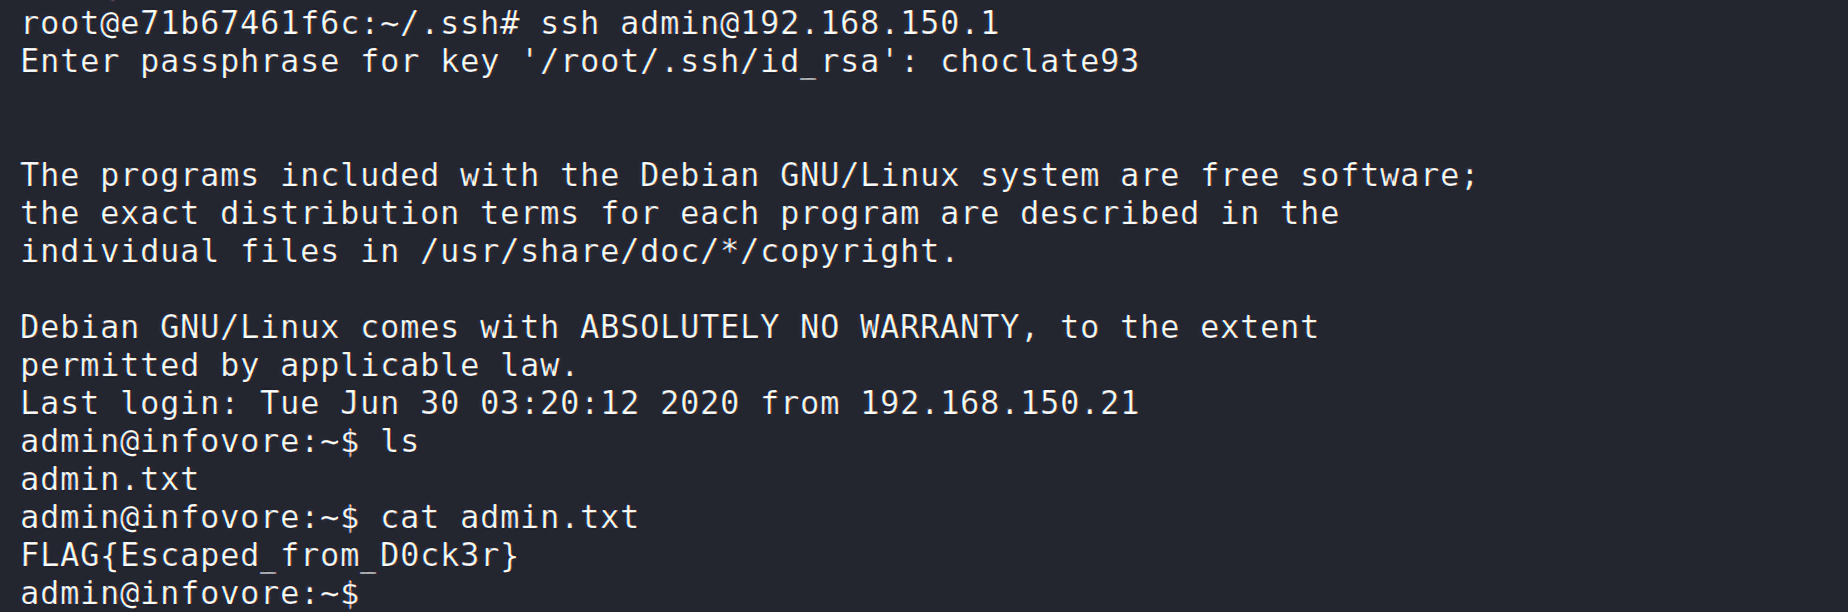 root@e71b67461f6c:~/.ssh# ssh admin@192.168.150.1
Enter passphrase for key '/root/.ssh/id_rsa': choclate93
The programs included with the Debian GNU/Linux system are free software;
the exact distribution terms for each program are described in the
individual files in /usr/share/doc/*/copyright.
Debian GNU/Linux comes with ABSOLUTELY NO WARRANTY, to the extent
permitted by applicable law.
Last login: Tue Jun 30 03:20:12 2020 from 192.168.150.21
admin@infovore:~$ ls
admin.txt
admin@infovore:~$ cat admin.txt
FLAG{Escaped_from_D0ck3r}
admin@infovore:~$